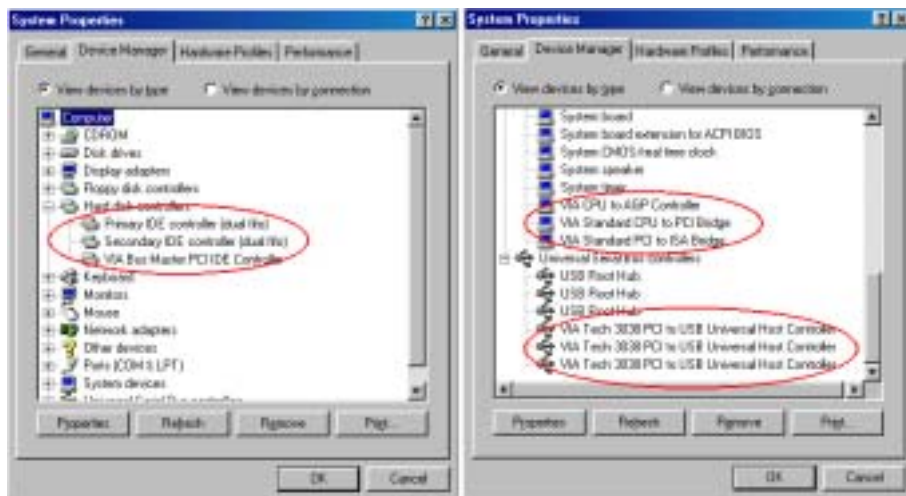 System Properties
General Device Manager Hardware Profiles Performance
View devices by type View devices by connection
Computer
CDROM
Disk drives
Display adapters
Floppy disk controllers
Hard disk controllers
Primary IDE controller (dual fifo)
Secondary IDE controller (dual fifo)
VIA Bus Master PCI IDE Controller
Keyboard
Monitors
Mouse
Network adapters
Other devices
Ports (COM & LPT)
System devices
Universal Serial Bus controllers
Properties Refresh Remove Print...
OK Cancel
System Properties
General Device Manager Hardware Profiles Performance
View devices by type View devices by connection
System board
System board extension for ACPI BIOS
System CMOS/real time clock
System speaker
System timer
VIA CPU to AGP Controller
VIA Standard CPU to PCI Bridge
VIA Standard PCI to ISA Bridge
Universal Serial Bus controllers
USB Root Hub
USB Root Hub
USB Root Hub
VIA Tech 3038 PCI to USB Universal Host Controller
VIA Tech 3038 PCI to USB Universal Host Controller
VIA Tech 3038 PCI to USB Universal Host Controller
Properties Refresh Remove Print...
OK Cancel